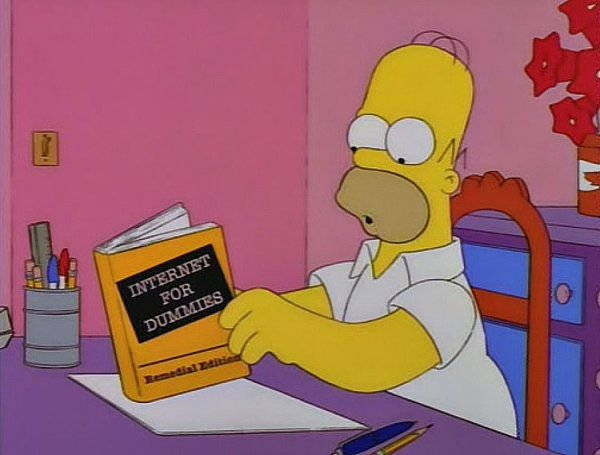 INTERNET
FOR
DUMMIES
Remedial Edition